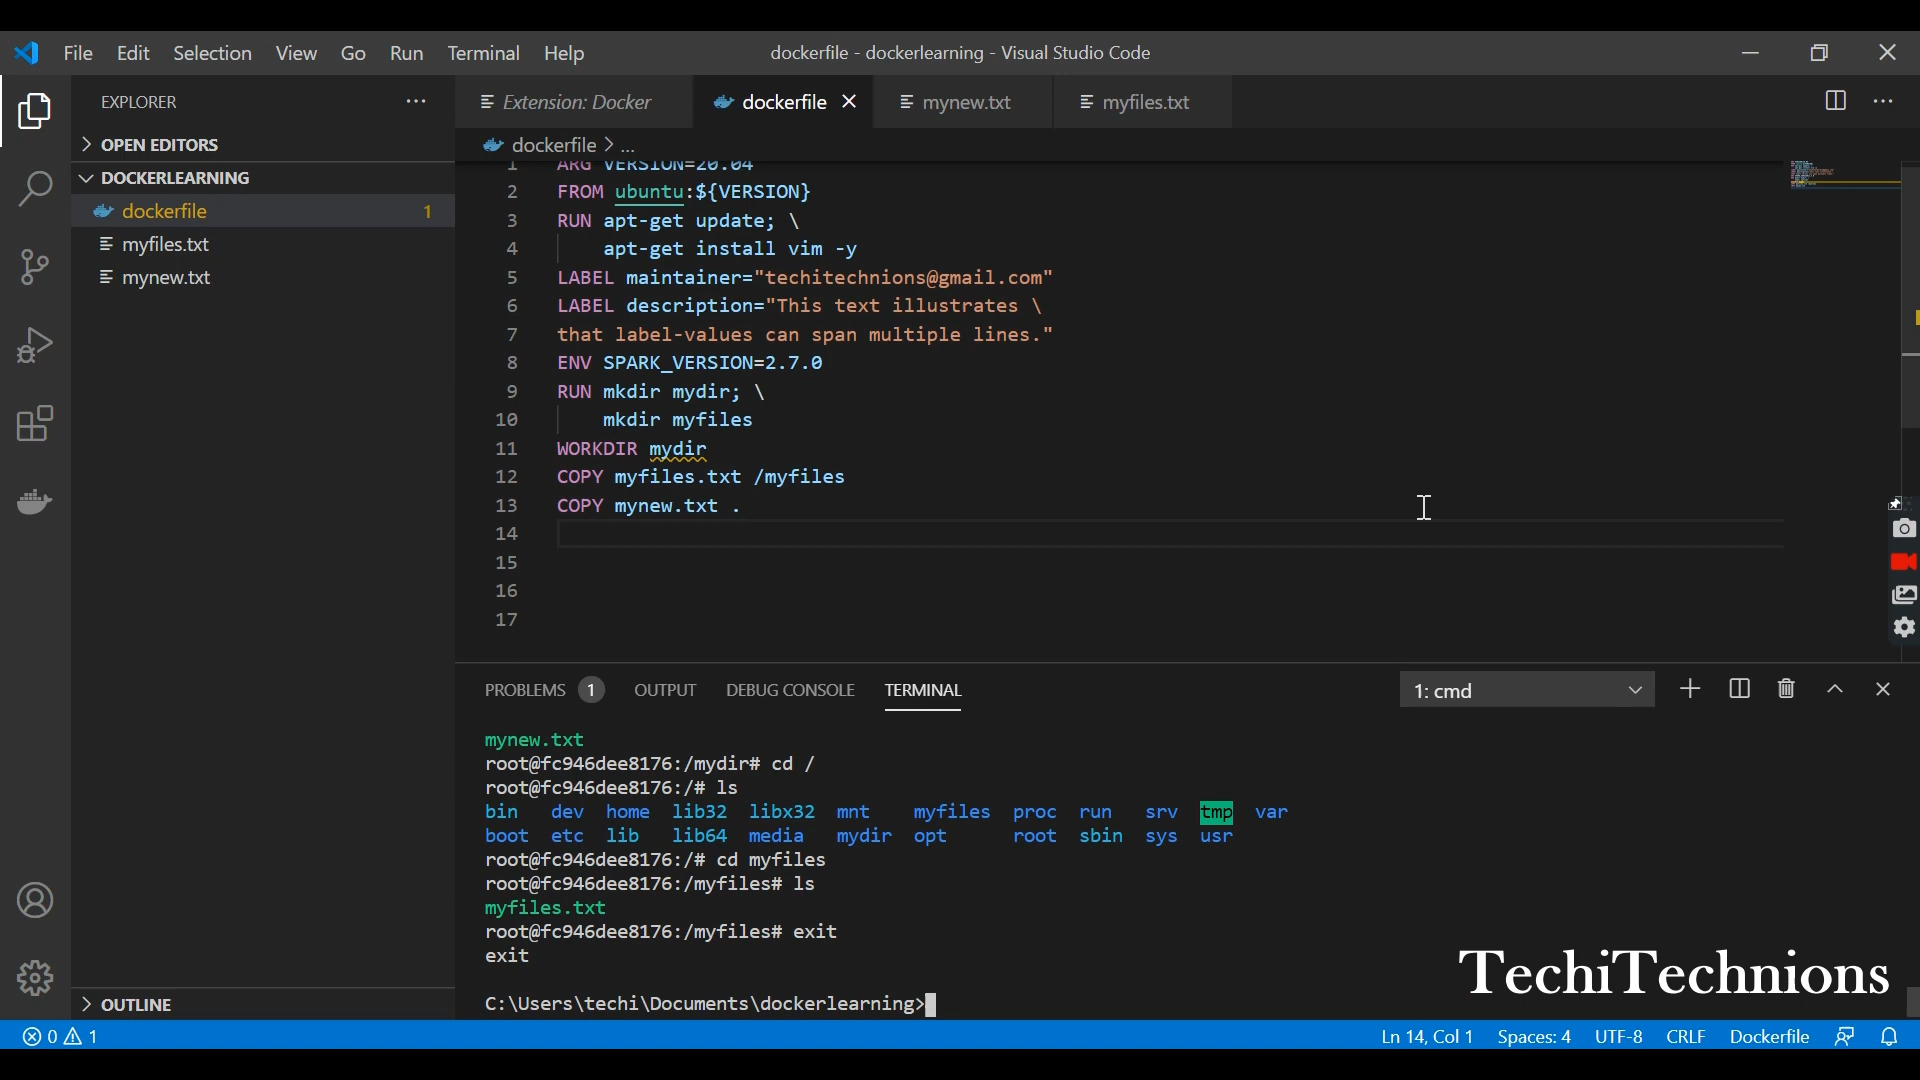 File Edit Selection View Go Run Terminal Help dockerfile - dockerlearning - Visual Studio Code
EXPLORER
OPEN EDITORS
DOCKERLEARNING
dockerfile 1
myfiles.txt
mynew.txt
OUTLINE
Extension: Docker dockerfile mynew.txt myfiles.txt
dockerfile > ...
1 ARG VERSION=20.04
2 FROM ubuntu:${VERSION}
3 RUN apt-get update; \
4 apt-get install vim -y
5 LABEL maintainer="techitechnions@gmail.com"
6 LABEL description="This text illustrates \
7 that label-values can span multiple lines."
8 ENV SPARK_VERSION=2.7.0
9 RUN mkdir mydir; \
10 mkdir myfiles
11 WORKDIR mydir
12 COPY myfiles.txt /myfiles
13 COPY mynew.txt .
14
15
16
17
PROBLEMS 1 OUTPUT DEBUG CONSOLE TERMINAL 1: cmd
mynew.txt
root@fc946dee8176:/mydir# cd /
root@fc946dee8176:/# ls
bin dev home lib32 libx32 mnt myfiles proc run srv tmp var
boot etc lib lib64 media mydir opt root sbin sys usr
root@fc946dee8176:/# cd myfiles
root@fc946dee8176:/myfiles# ls
myfiles.txt
root@fc946dee8176:/myfiles# exit
exit
C:\Users\techi\Documents\dockerlearning>
TechiTechnions
0 1 Ln 14, Col 1 Spaces: 4 UTF-8 CRLF Dockerfile